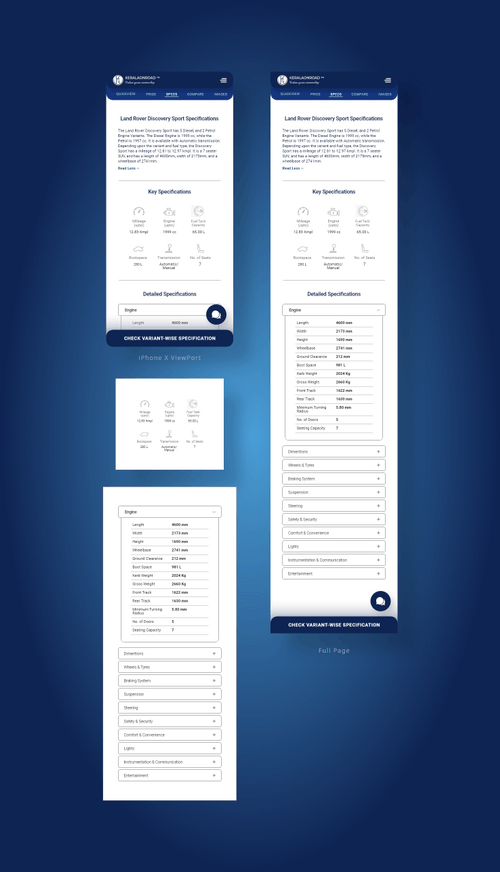 KERALAONROAD™
OVERVIEW PRICE SPECS COMPARE IMAGES
Land Rover Discovery Sport Specifications
The Land Rover Discovery Sport has 5 Diesel, and 2 Petrol
Engine Variants. The Diesel Engine is 1999 cc, while the
Petrol is 1997 cc. It is available with Automatic transmission.
Depending upon the variant and fuel type, the Discovery
Sport has a mileage of 12.51 to 12.97 kmpl. It is a 7 seater
SUV and has a length of 4600mm, width of 2173mm, and a
wheelbase of 2741mm.
Read Less
Key Specifications
Mileage
(upto)
12.83 kmpl
Engine
(upto)
1999 cc
Fuel Tank
Capacity
65.00 L
Bootspace
280 L
Transmission
Automatic/
Manual
No. of Seats
7
Detailed Specifications
Engine −
Length 4600 mm
CHECK VARIANT-WISE SPECIFICATION
iPhone X ViewPort
Mileage
(upto)
12.83 kmpl
Engine
(upto)
1999 cc
Fuel Tank
Capacity
65.00 L
Bootspace
280 L
Transmission
Automatic/
Manual
No. of Seats
7
Engine −
Length 4600 mm
Width 2173 mm
Height 1690 mm
Wheelbase 2741 mm
Ground Clearance 212 mm
Boot Space 981 L
Kerb Weight 2024 Kg
Gross Weight 2660 Kg
Front Track 1622 mm
Rear Track 1630 mm
Minimum Turning
Radius 5.80 mm
No. of Doors 5
Seating Capacity 7
Dimentions +
Wheels & Tyres +
Braking System +
Suspension +
Steering +
Safety & Security +
Comfort & Convenience +
Lights +
Instrumentation & Communication +
Entertainment +
KERALAONROAD™
OVERVIEW PRICE SPECS COMPARE IMAGES
Land Rover Discovery Sport Specifications
The Land Rover Discovery Sport has 5 Diesel, and 2 Petrol
Engine Variants. The Diesel Engine is 1999 cc, while the
Petrol is 1997 cc. It is available with Automatic transmission.
Depending upon the variant and fuel type, the Discovery
Sport has a mileage of 12.51 to 12.97 kmpl. It is a 7 seater
SUV and has a length of 4600mm, width of 2173mm, and a
wheelbase of 2741mm.
Read Less
Key Specifications
Mileage
(upto)
12.83 kmpl
Engine
(upto)
1999 cc
Fuel Tank
Capacity
65.00 L
Bootspace
280 L
Transmission
Automatic/
Manual
No. of Seats
7
Detailed Specifications
Engine −
Length 4600 mm
Width 2173 mm
Height 1690 mm
Wheelbase 2741 mm
Ground Clearance 212 mm
Boot Space 981 L
Kerb Weight 2024 Kg
Gross Weight 2660 Kg
Front Track 1622 mm
Rear Track 1630 mm
Minimum Turning
Radius 5.80 mm
No. of Doors 5
Seating Capacity 7
Dimentions +
Wheels & Tyres +
Braking System +
Suspension +
Steering +
Safety & Security +
Comfort & Convenience +
Lights +
Instrumentation & Communication +
Entertainment +
CHECK VARIANT-WISE SPECIFICATION
Full Page